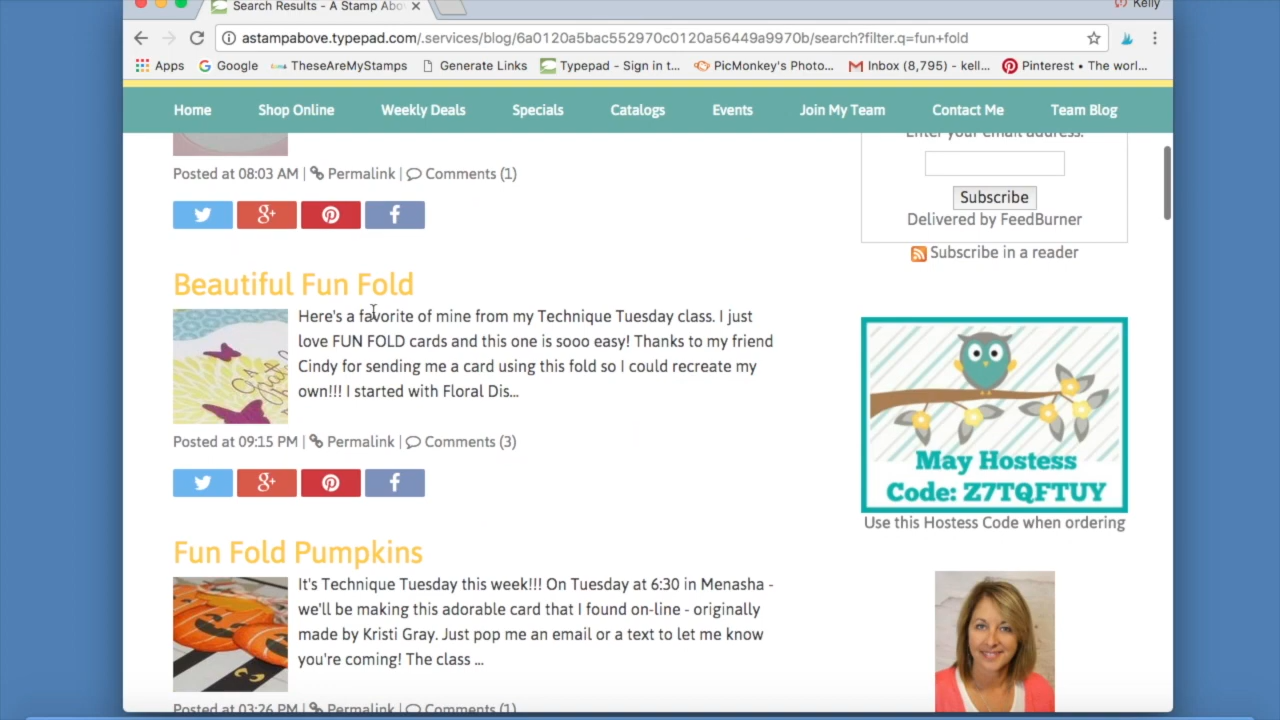 Search Results - A Stamp Abo
Kelly
astampabove.typepad.com/.services/blog/6a0120a5bac552970c0120a56449a9970b/search?filter.q=fun+fold
Apps Google TheseAreMyStamps Generate Links Typepad - Sign in t... PicMonkey's Photo... Inbox (8,795) - kell... Pinterest • The worl...
Home Shop Online Weekly Deals Specials Catalogs Events Join My Team Contact Me Team Blog
Enter your email address:
Posted at 08:03 AM | Permalink | Comments (1)
Subscribe
Delivered by FeedBurner
Subscribe in a reader
Beautiful Fun Fold
Here's a favorite of mine from my Technique Tuesday class. I just
love FUN FOLD cards and this one is sooo easy! Thanks to my friend
Cindy for sending me a card using this fold so I could recreate my
own!!! I started with Floral Dis...
Posted at 09:15 PM | Permalink | Comments (3)
May Hostess
Code: Z7TQFTUY
Use this Hostess Code when ordering
Fun Fold Pumpkins
It's Technique Tuesday this week!!! On Tuesday at 6:30 in Menasha -
we'll be making this adorable card that I found on-line - originally
made by Kristi Gray. Just pop me an email or a text to let me know
you're coming! The class ...
Posted at 03:26 PM | Permalink | Comments (1)